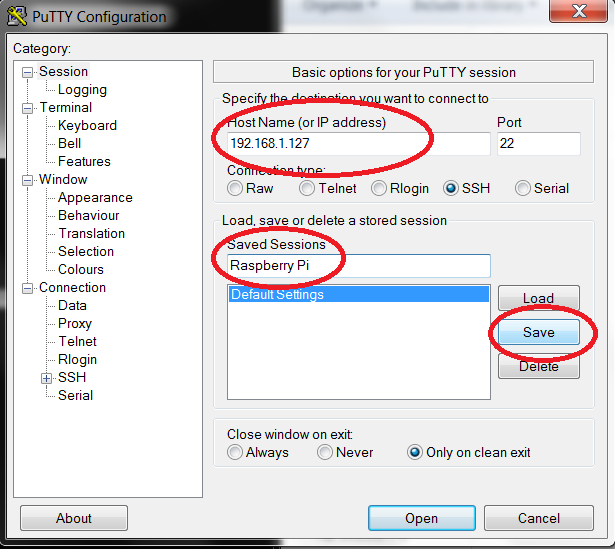 Organize
Include in library
PuTTY Configuration
Category:
Session
Logging
Terminal
Keyboard
Bell
Features
Window
Appearance
Behaviour
Translation
Selection
Colours
Connection
Data
Proxy
Telnet
Rlogin
SSH
Serial
Basic options for your PuTTY session
Specify the destination you want to connect to
Host Name (or IP address) Port
192.168.1.127 22
Connection type:
Raw Telnet Rlogin SSH Serial
Load, save or delete a stored session
Saved Sessions
Raspberry Pi
Default Settings
Load
Save
Delete
Close window on exit:
Always Never Only on clean exit
About Open Cancel